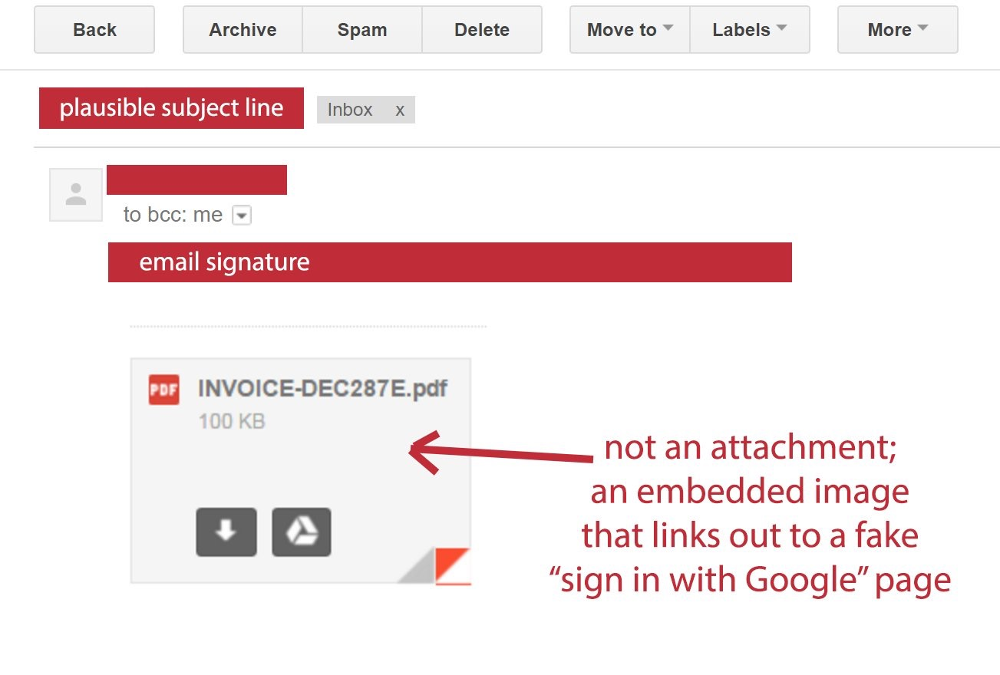 Back Archive Spam Delete Move to Labels More
plausible subject line Inbox x
to bcc: me
email signature
PDF INVOICE-DEC287E.pdf
100 KB
not an attachment;
an embedded image
that links out to a fake
“sign in with Google” page